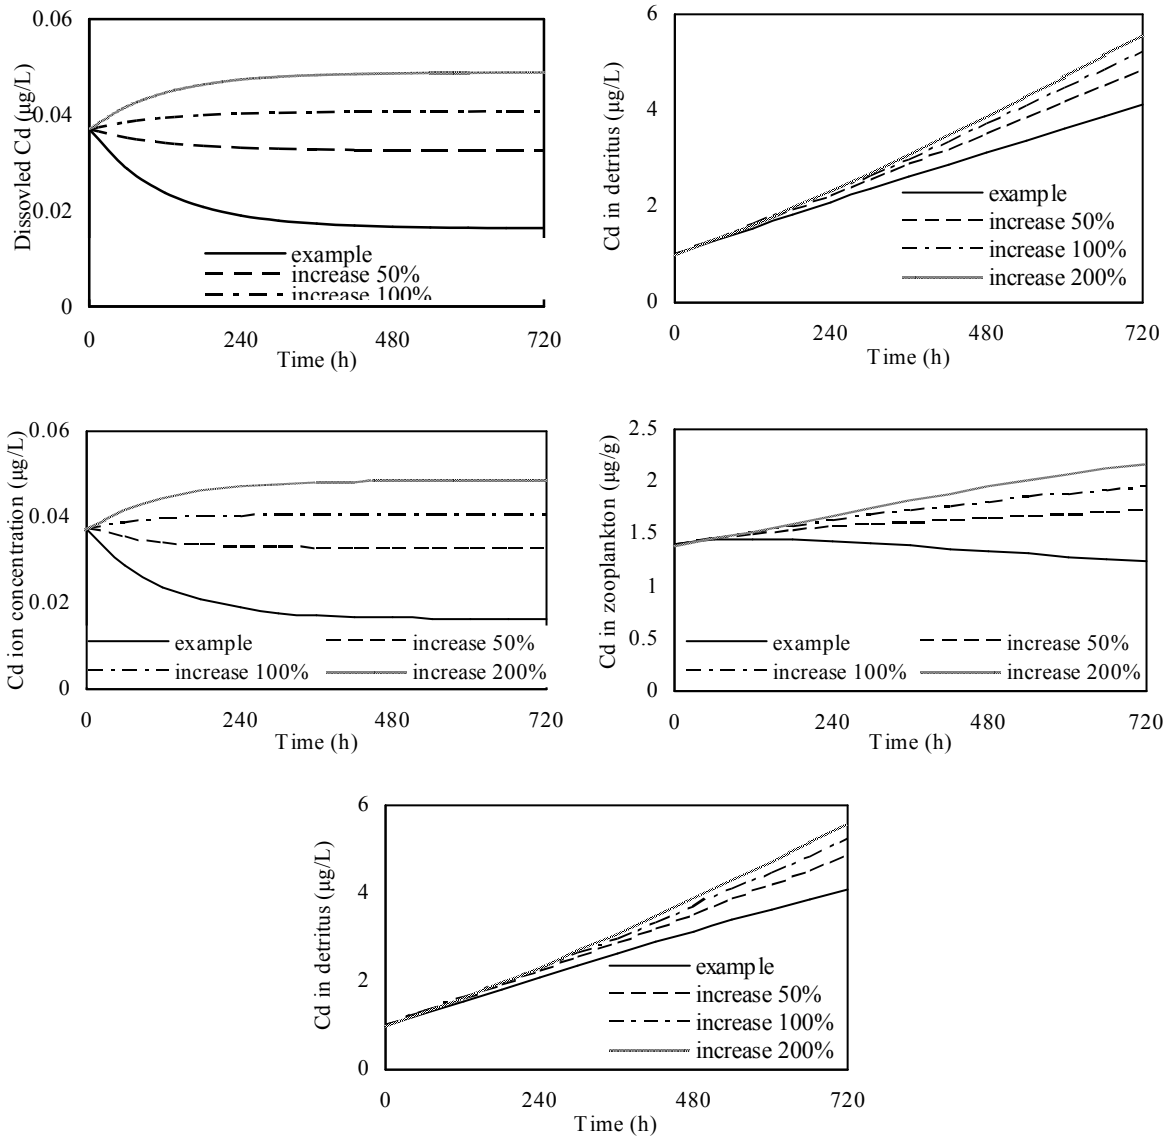 0.06
0.04
0.02
0
Dissovled Cd (μg/L)
example
increase 50%
increase 100%
0 240 480 720
Time (h)
6
4
2
0
Cd in detritus (μg/L)
example
increase 50%
increase 100%
increase 200%
0 240 480 720
Time (h)
0.06
0.04
0.02
0
Cd ion concentration (μg/L)
example increase 50%
increase 100% increase 200%
0 240 480 720
Time (h)
2.5
2
1.5
1
0.5
0
Cd in zooplankton (μg/g)
example increase 50%
increase 100% increase 200%
0 240 480 720
Time (h)
6
4
2
0
Cd in detritus (μg/L)
example
increase 50%
increase 100%
increase 200%
0 240 480 720
Time (h)